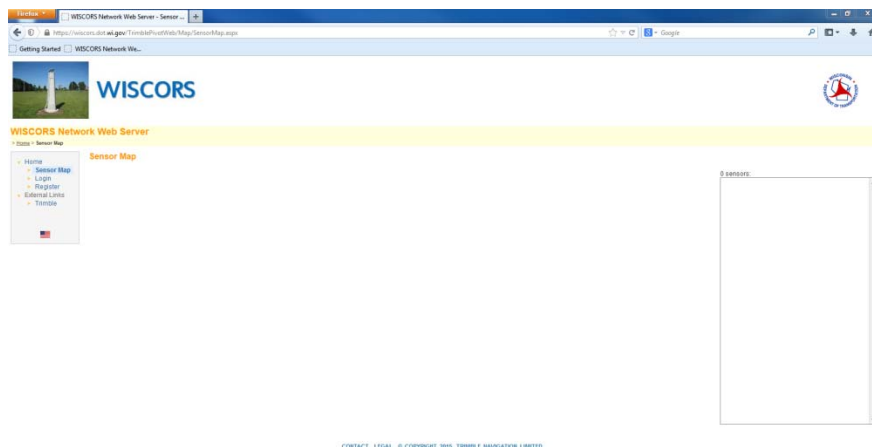 Firefox
WISCORS Network Web Server - Sensor ...
https://wiscors.dot.wi.gov/TrimblePivotWeb/Map/SensorMap.aspx
Google
Getting Started
WISCORS Network We...
WISCORS
WISCORS Network Web Server
Home > Sensor Map
Home
Sensor Map
Login
Register
External Links
Trimble
Sensor Map
0 sensors:
CONTACT LEGAL © COPYRIGHT 2010, TRIMBLE NAVIGATION LIMITED